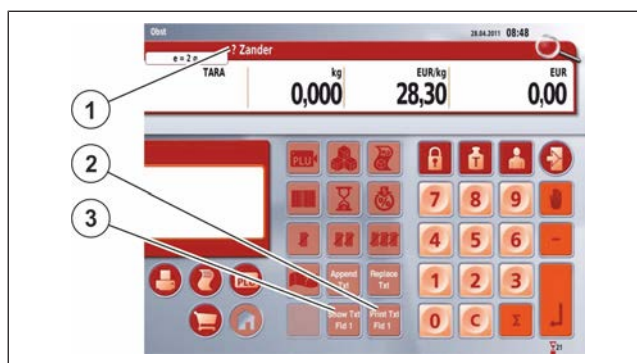 Obst
28.04.2011 08:48
? Zander
e = 2 g
TARA
kg
EUR/kg
EUR
0,000
28,30
0,00
1
2
3
PLU
T
7 8 9
4 5 6
1 2 3
0 C Σ
Append Txt
Replace Txt
Show Txt Fld 1
Print Txt Fld 1
PLU
21